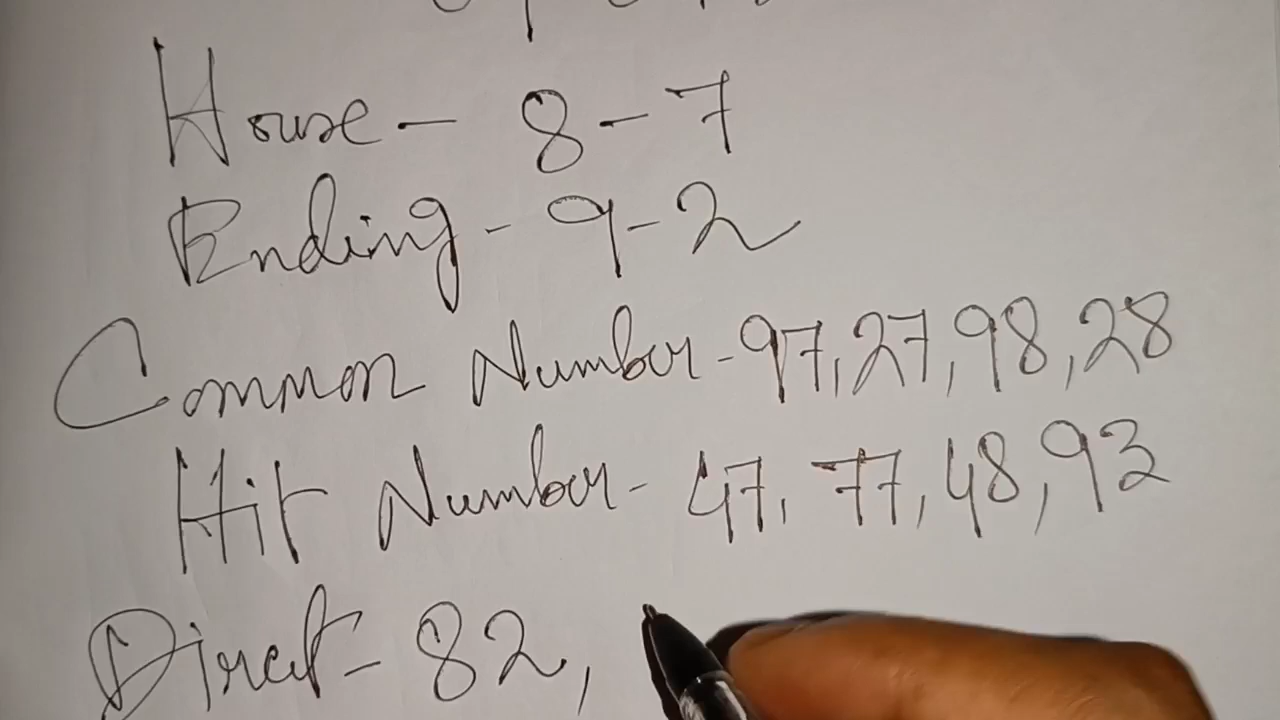 House - 8 - 7
Ending - 9 - 2
Common Number - 97, 27, 98, 28
Hit Number - 47, 77, 48, 93
Direct - 82,